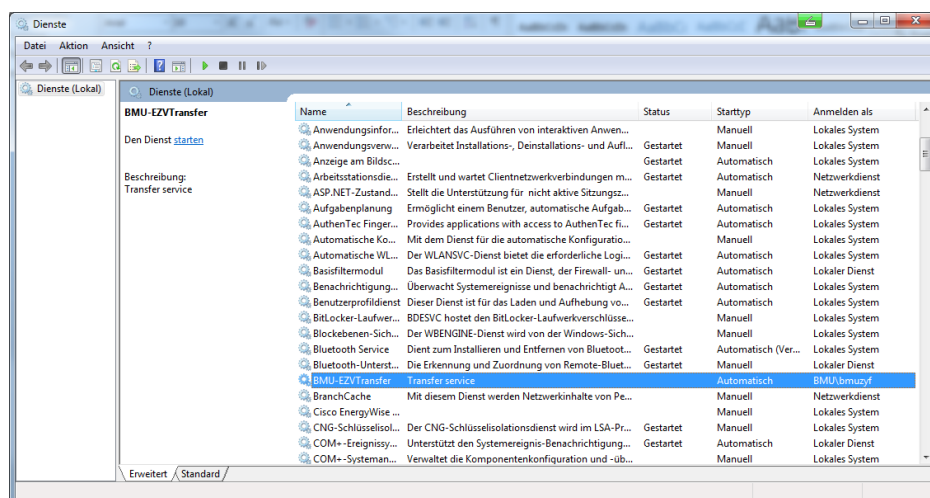 Dienste
Datei Aktion Ansicht ?
Dienste (Lokal)
Dienste (Lokal)
BMU-EZVTransfer
Den Dienst starten
Beschreibung:
Transfer service
Name Beschreibung Status Starttyp Anmelden als
Anwendungsinfor... Erleichtert das Ausführen von interaktiven Anwen... Manuell Lokales System
Anwendungsverw... Verarbeitet Installations-, Deinstallations- und Aufl... Gestartet Manuell Lokales System
Anzeige am Bildsc... Gestartet Automatisch Lokales System
Arbeitsstationsdie... Erstellt und wartet Clientnetzwerkverbindungen m... Gestartet Automatisch Netzwerkdienst
ASP.NET-Zustand... Stellt die Unterstützung für nicht aktive Sitzungsz... Manuell Netzwerkdienst
Aufgabenplanung Ermöglicht einem Benutzer, automatische Aufgab... Gestartet Automatisch Lokales System
AuthenTec Finger... Provides applications with access to AuthenTec fi... Gestartet Automatisch Lokales System
Automatische Ko... Mit dem Dienst für die automatische Konfiguratio... Manuell Lokales System
Automatische WL... Der WLANSVC-Dienst bietet die erforderliche Logi... Gestartet Automatisch Lokales System
Basisfiltermodul Das Basisfiltermodul ist ein Dienst, der Firewall- un... Gestartet Automatisch Lokaler Dienst
Benachrichtigung... Überwacht Systemereignisse und benachrichtigt A... Gestartet Automatisch Lokales System
Benutzerprofildienst Dieser Dienst ist für das Laden und Aufhebung vo... Gestartet Automatisch Lokales System
BitLocker-Laufwer... BDESVC hostet den BitLocker-Laufwerkverschlüsse... Manuell Lokales System
Blockebenen-Sich... Der WBENGINE-Dienst wird von der Windows-Sich... Manuell Lokales System
Bluetooth Service Dient zum Installieren und Entfernen von Bluetoot... Gestartet Automatisch (Ver... Lokales System
Bluetooth-Unterst... Die Erkennung und Zuordnung von Remote-Bluet... Gestartet Manuell Lokaler Dienst
BMU-EZVTransfer Transfer service Automatisch BMU\bmuzyf
BranchCache Mit diesem Dienst werden Netzwerkinhalte von Pe... Manuell Netzwerkdienst
Cisco EnergyWise ... Manuell Lokales System
CNG-Schlüsselisol... Der CNG-Schlüsselisolationsdienst wird im LSA-Pr... Gestartet Manuell Lokales System
COM+-Ereignissy... Unterstützt den Systemereignis-Benachrichtigung... Gestartet Automatisch Lokaler Dienst
COM+-Systeman... Verwaltet die Komponentenkonfiguration und -üb... Manuell Lokales System
Erweitert Standard